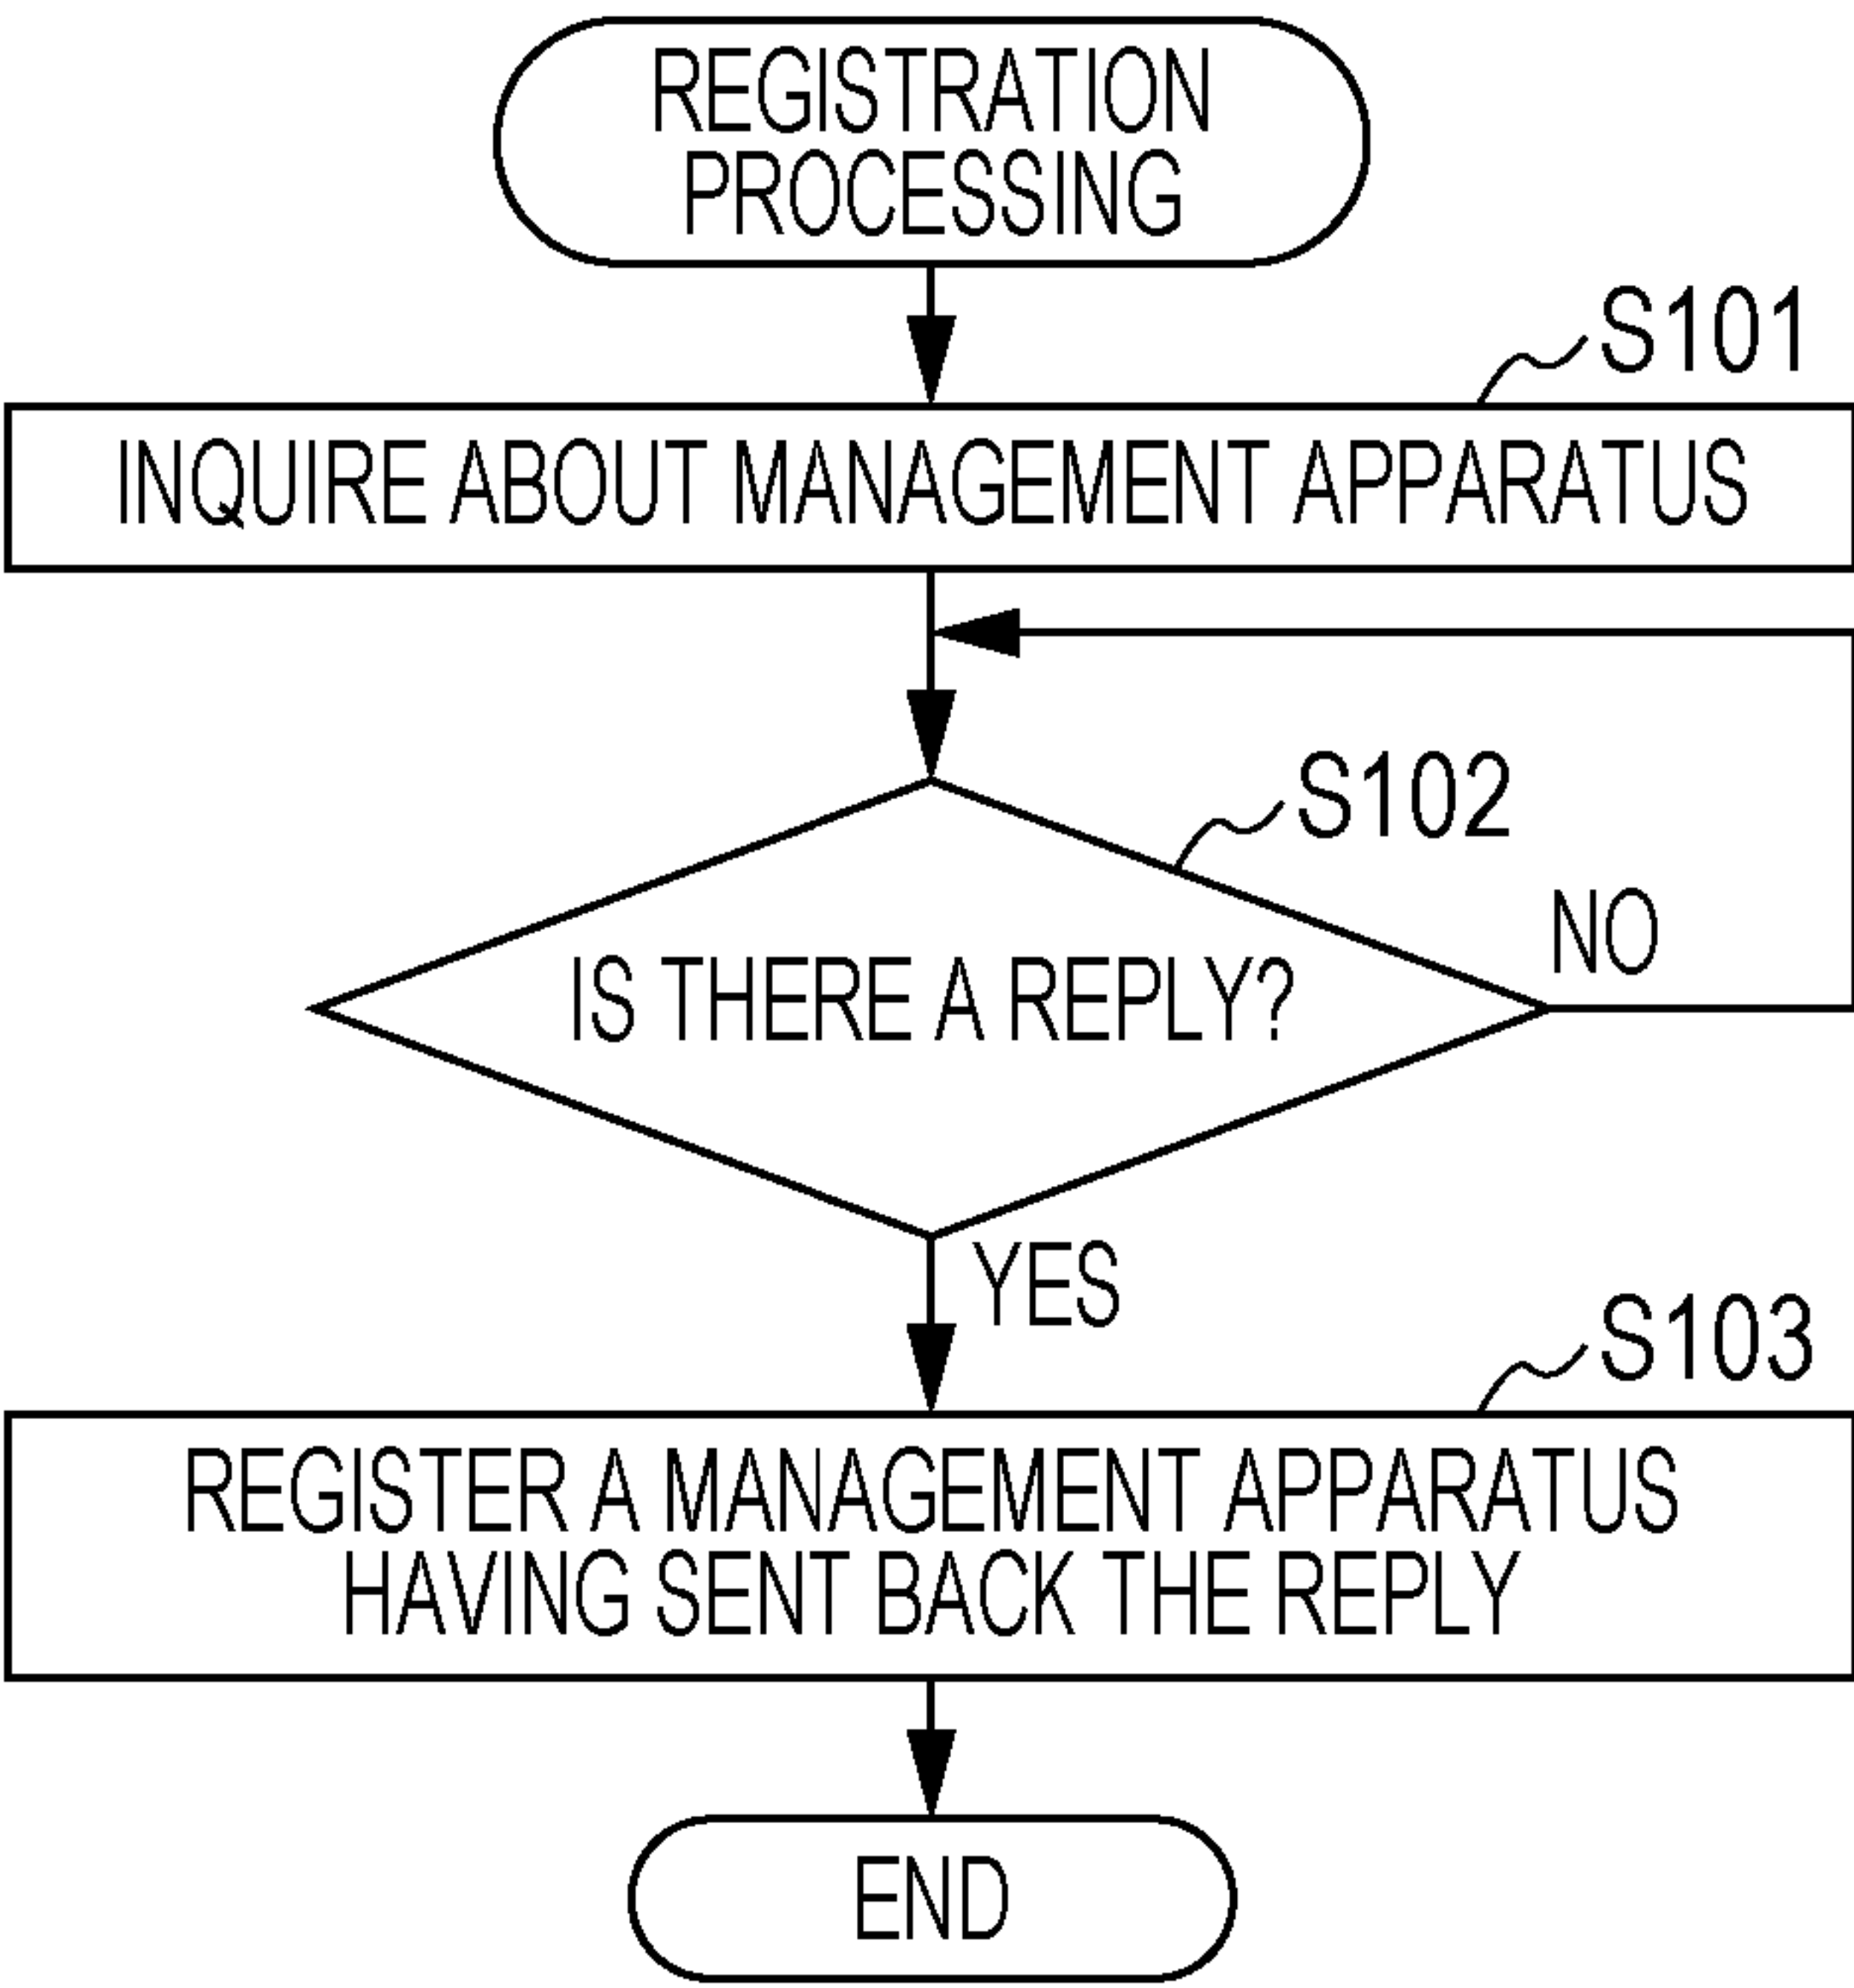 REGISTRATION
PROCESSING
S101
INQUIRE ABOUT MANAGEMENT APPARATUS
S102
NO
IS THERE A REPLY?
YES
S103
REGISTER A MANAGEMENT APPARATUS
HAVING SENT BACK THE REPLY
END